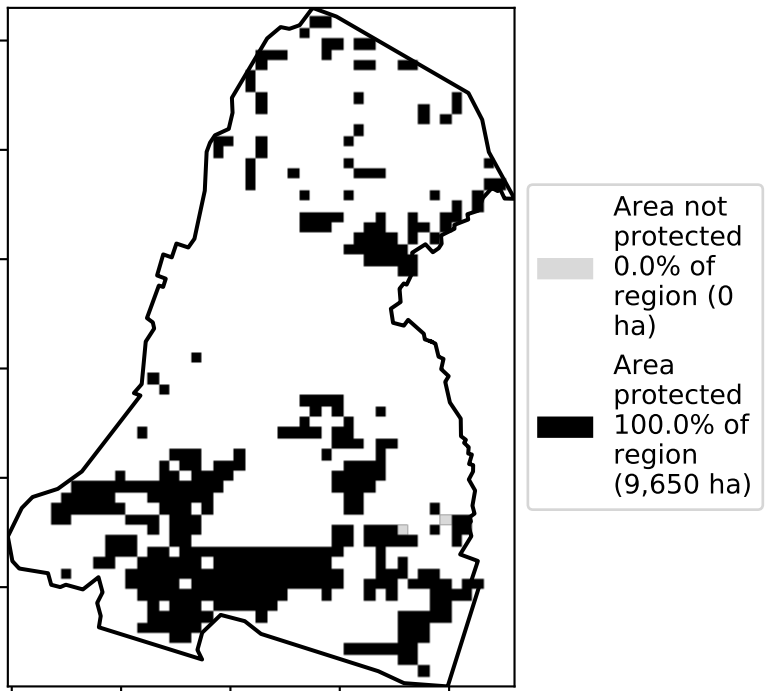 Area not
protected
0.0% of
region (0
ha)
Area
protected
100.0% of
region
(9,650 ha)